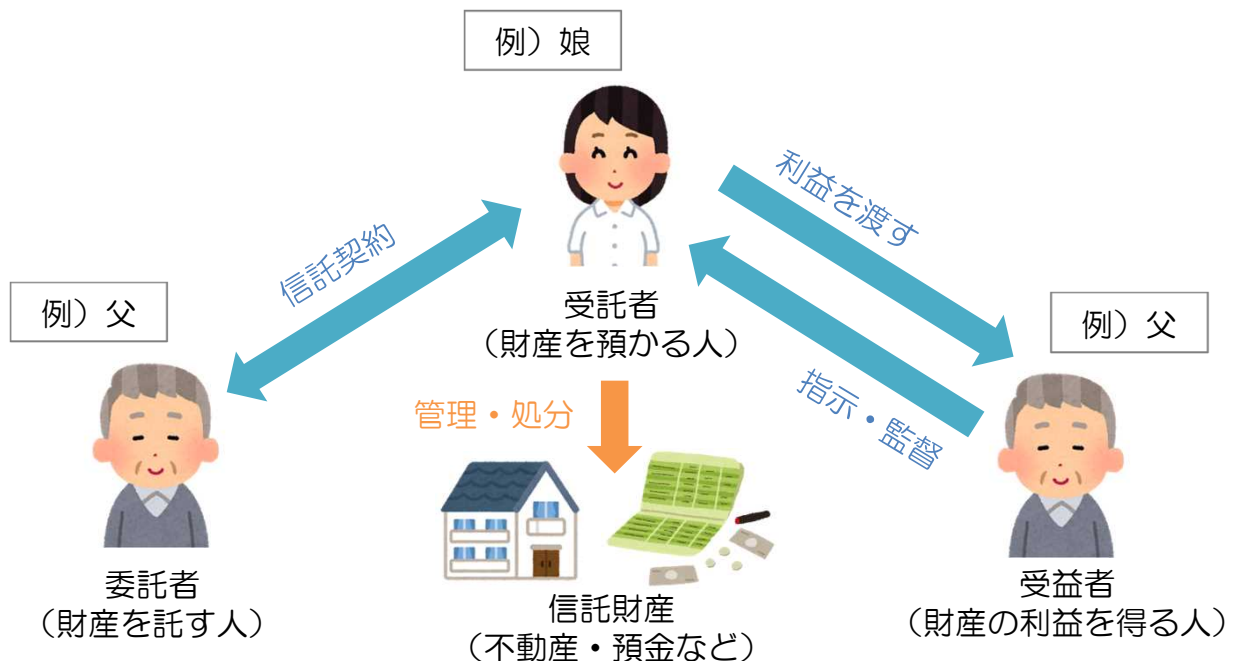 例）娘
信託契約
利益を渡す
受託者
（財産を預かる人）
例）父
例）父
指示・監督
管理・処分
委託者
（財産を託す人）
信託財産
（不動産・預金など）
受益者
（財産の利益を得る人）